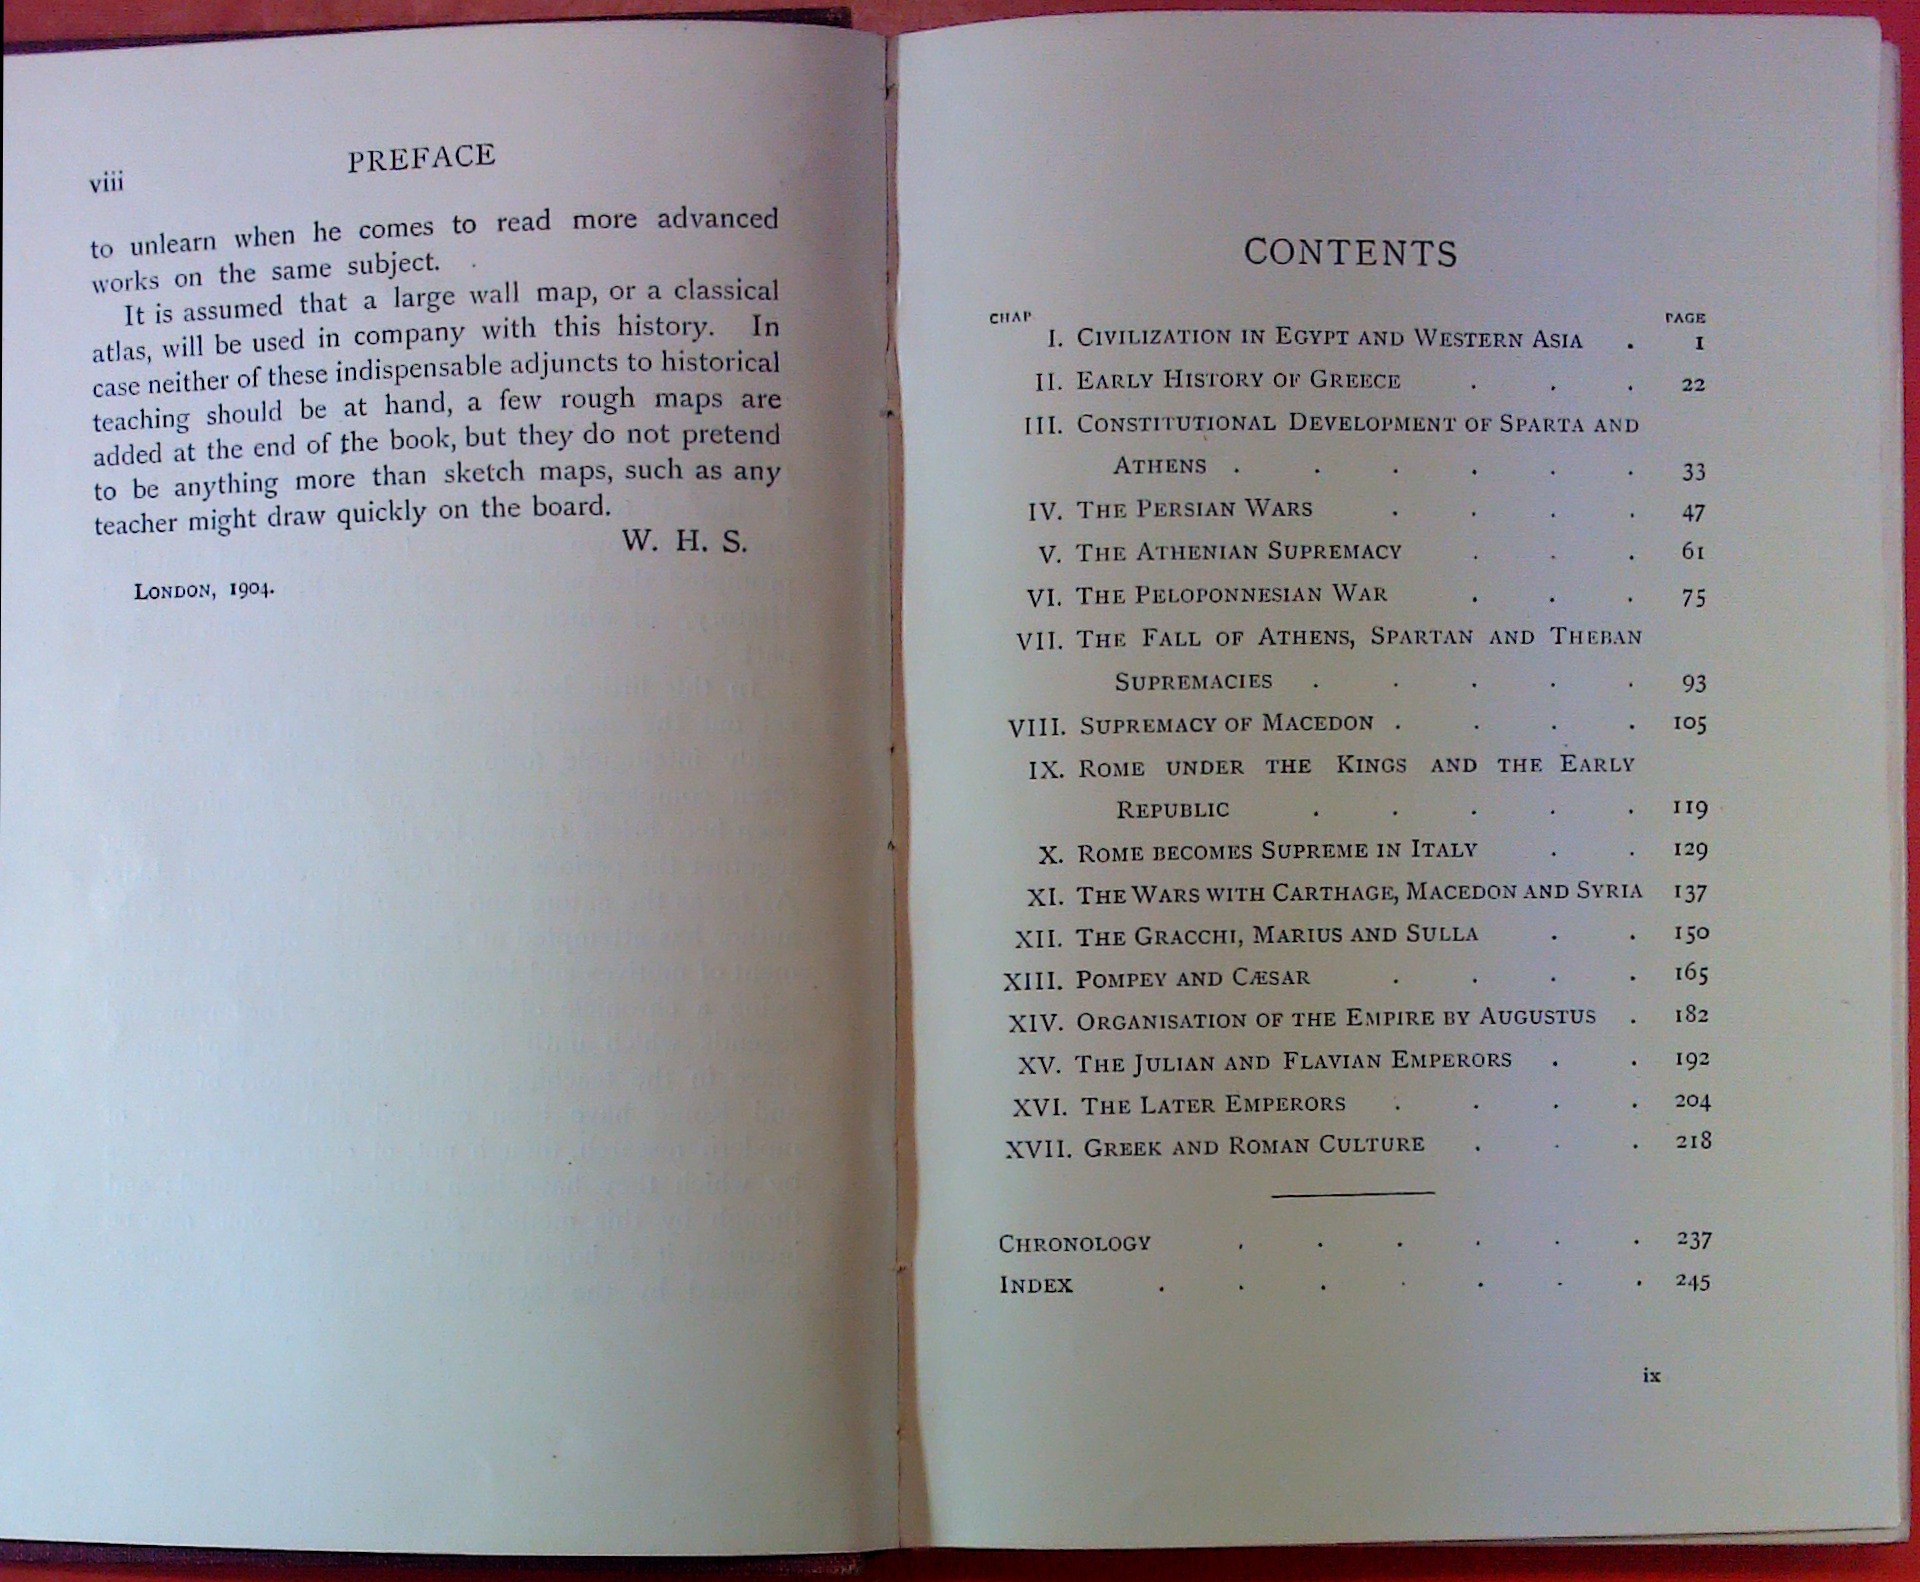 viii
PREFACE
to unlearn when he comes to read more advanced
works on the same subject.
It is assumed that a large wall map, or a classical
atlas, will be used in company with this history. In
case neither of these indispensable adjuncts to historical
teaching should be at hand, a few rough maps are
added at the end of the book, but they do not pretend
to be anything more than sketch maps, such as any
teacher might draw quickly on the board.
W. H. S.
LONDON, 1904.
CONTENTS
CHAP PAGE
I. CIVILIZATION IN EGYPT AND WESTERN ASIA . 1
II. EARLY HISTORY OF GREECE . . . 22
III. CONSTITUTIONAL DEVELOPMENT OF SPARTA AND
ATHENS . . . . . . 33
IV. THE PERSIAN WARS . . . . 47
V. THE ATHENIAN SUPREMACY . . . 61
VI. THE PELOPONNESIAN WAR . . . 75
VII. THE FALL OF ATHENS, SPARTAN AND THEBAN
SUPREMACIES . . . . . 93
VIII. SUPREMACY OF MACEDON . . . . 105
IX. ROME UNDER THE KINGS AND THE EARLY
REPUBLIC . . . . . 119
X. ROME BECOMES SUPREME IN ITALY . . 129
XI. THE WARS WITH CARTHAGE, MACEDON AND SYRIA 137
XII. THE GRACCHI, MARIUS AND SULLA . . 150
XIII. POMPEY AND CÆSAR . . . . 165
XIV. ORGANISATION OF THE EMPIRE BY AUGUSTUS . 182
XV. THE JULIAN AND FLAVIAN EMPERORS . . 192
XVI. THE LATER EMPERORS . . . . 204
XVII. GREEK AND ROMAN CULTURE . . . 218
CHRONOLOGY . . . . . . 237
INDEX . . . . . . . 245
ix